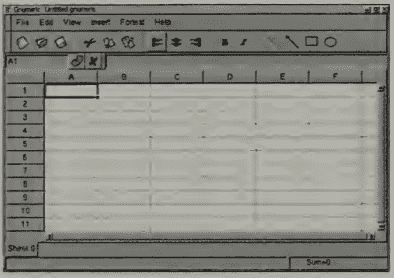 Gnumeric: Untitled.gnumeric
File Edit View Insert Format Help
A1
A B C D E F
1
2
3
4
5
6
7
8
9
10
11
Sheet 0
Sum=0